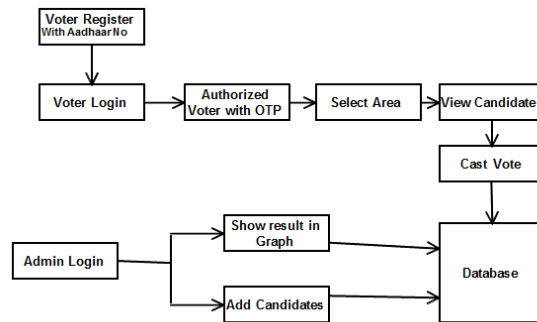 Voter Register
With Aadhaar No
Voter Login
Authorized
Voter with OTP
Select Area
View Candidate
Cast Vote
Show result in
Graph
Admin Login
Database
Add Candidates